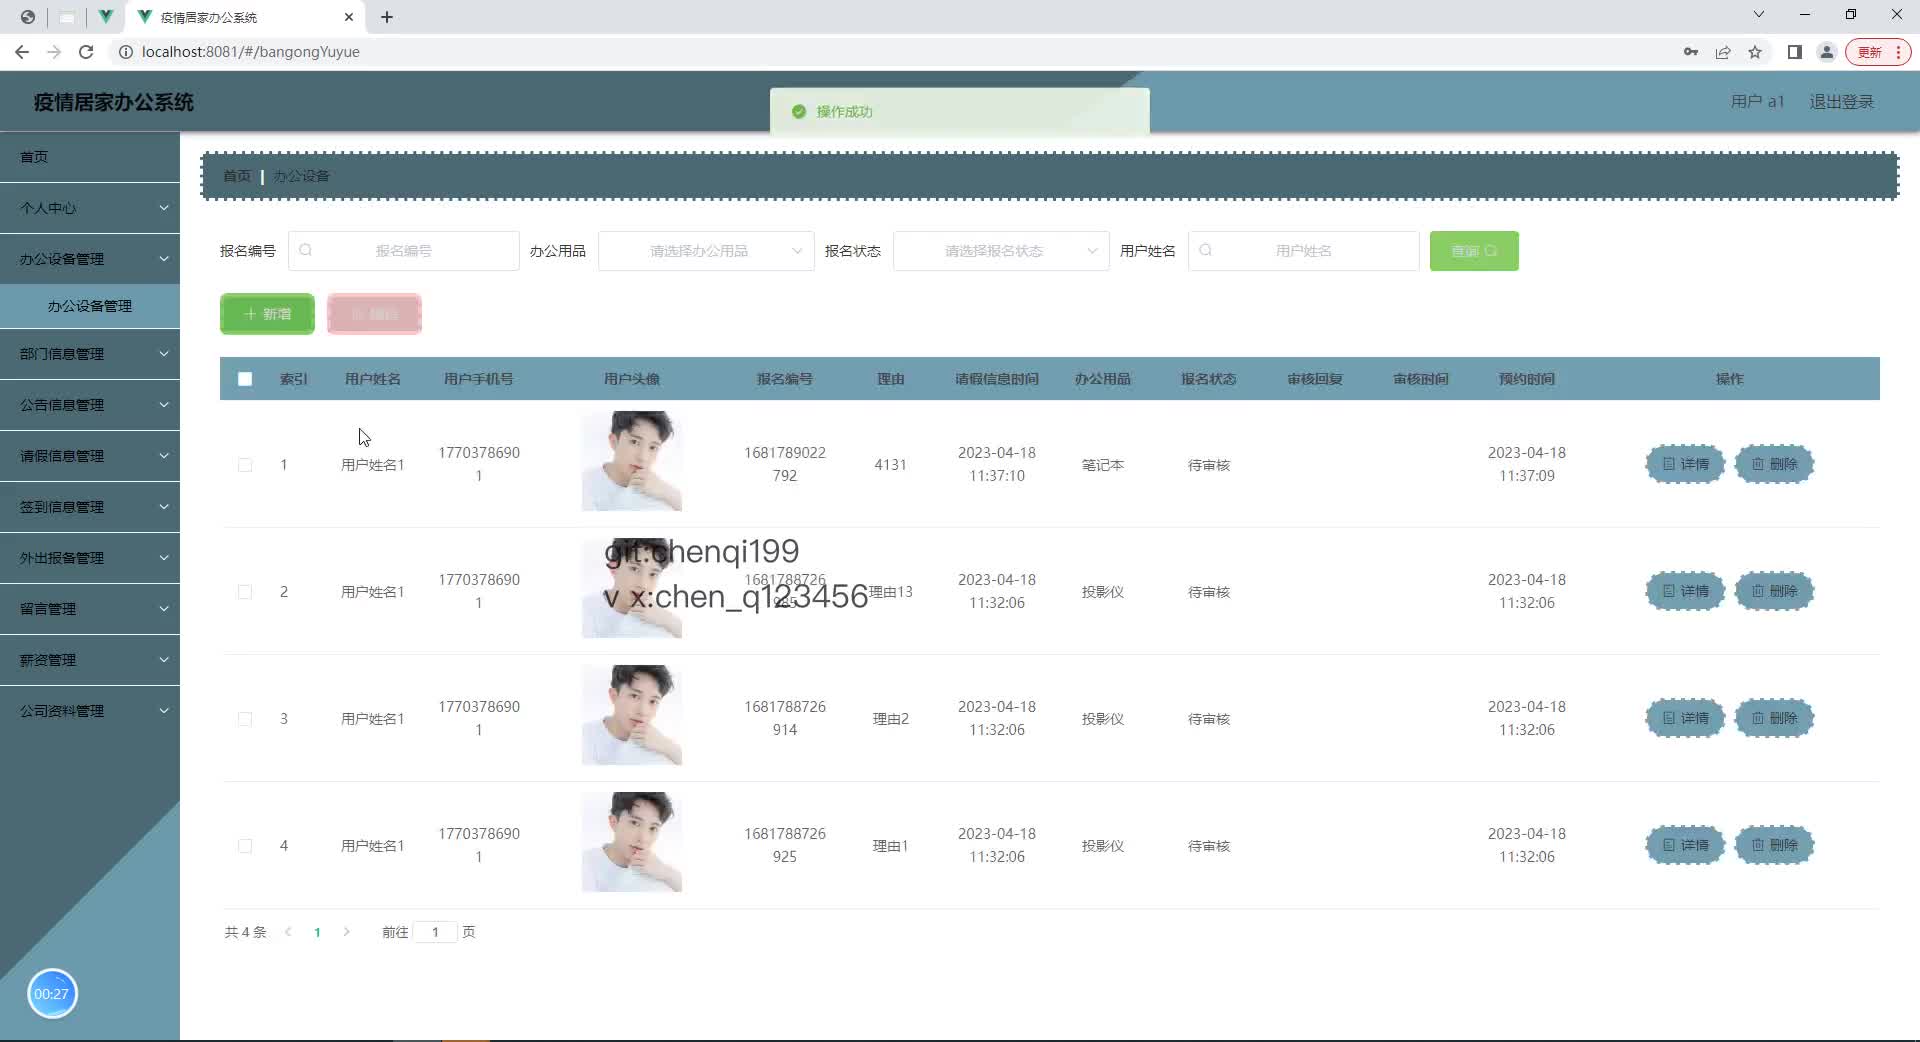 疫情居家办公系统
localhost:8081/#/bangongYuyue
更新
疫情居家办公系统
操作成功
用户 a1
退出登录
首页
个人中心
办公设备管理
办公设备管理
部门信息管理
公告信息管理
请假信息管理
签到信息管理
外出报备管理
留言管理
薪资管理
公司资料管理
00:27
首页 办公设备
报名编号 报名编号 办公用品 请选择办公用品 报名状态 请选择报名状态 用户姓名 用户姓名 查询
新增 删除
索引 用户姓名 用户手机号 用户头像 报名编号 理由 请假信息时间 办公用品 报名状态 审核回复 审核时间 预约时间 操作
1 用户姓名1 17703786901 1681789022792 4131 2023-04-18 11:37:10 笔记本 待审核 2023-04-18 11:37:09 详情 删除
git:chenqi199
v x:chen_q123456
2 用户姓名1 17703786901 1681788726 理由13 2023-04-18 11:32:06 投影仪 待审核 2023-04-18 11:32:06 详情 删除
3 用户姓名1 17703786901 1681788726914 理由2 2023-04-18 11:32:06 投影仪 待审核 2023-04-18 11:32:06 详情 删除
4 用户姓名1 17703786901 1681788726925 理由1 2023-04-18 11:32:06 投影仪 待审核 2023-04-18 11:32:06 详情 删除
共 4 条 1 前往 1 页